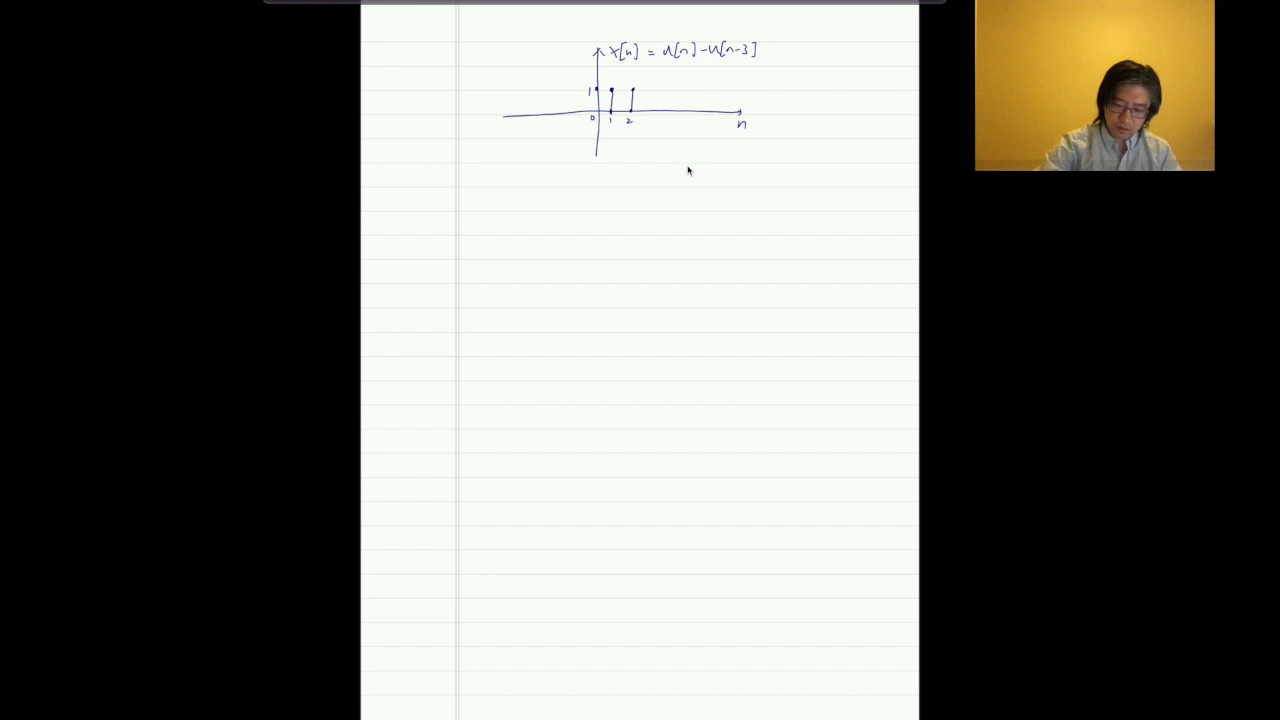 x[n] = u[n]-u[n-3]
1
0 1 2
n